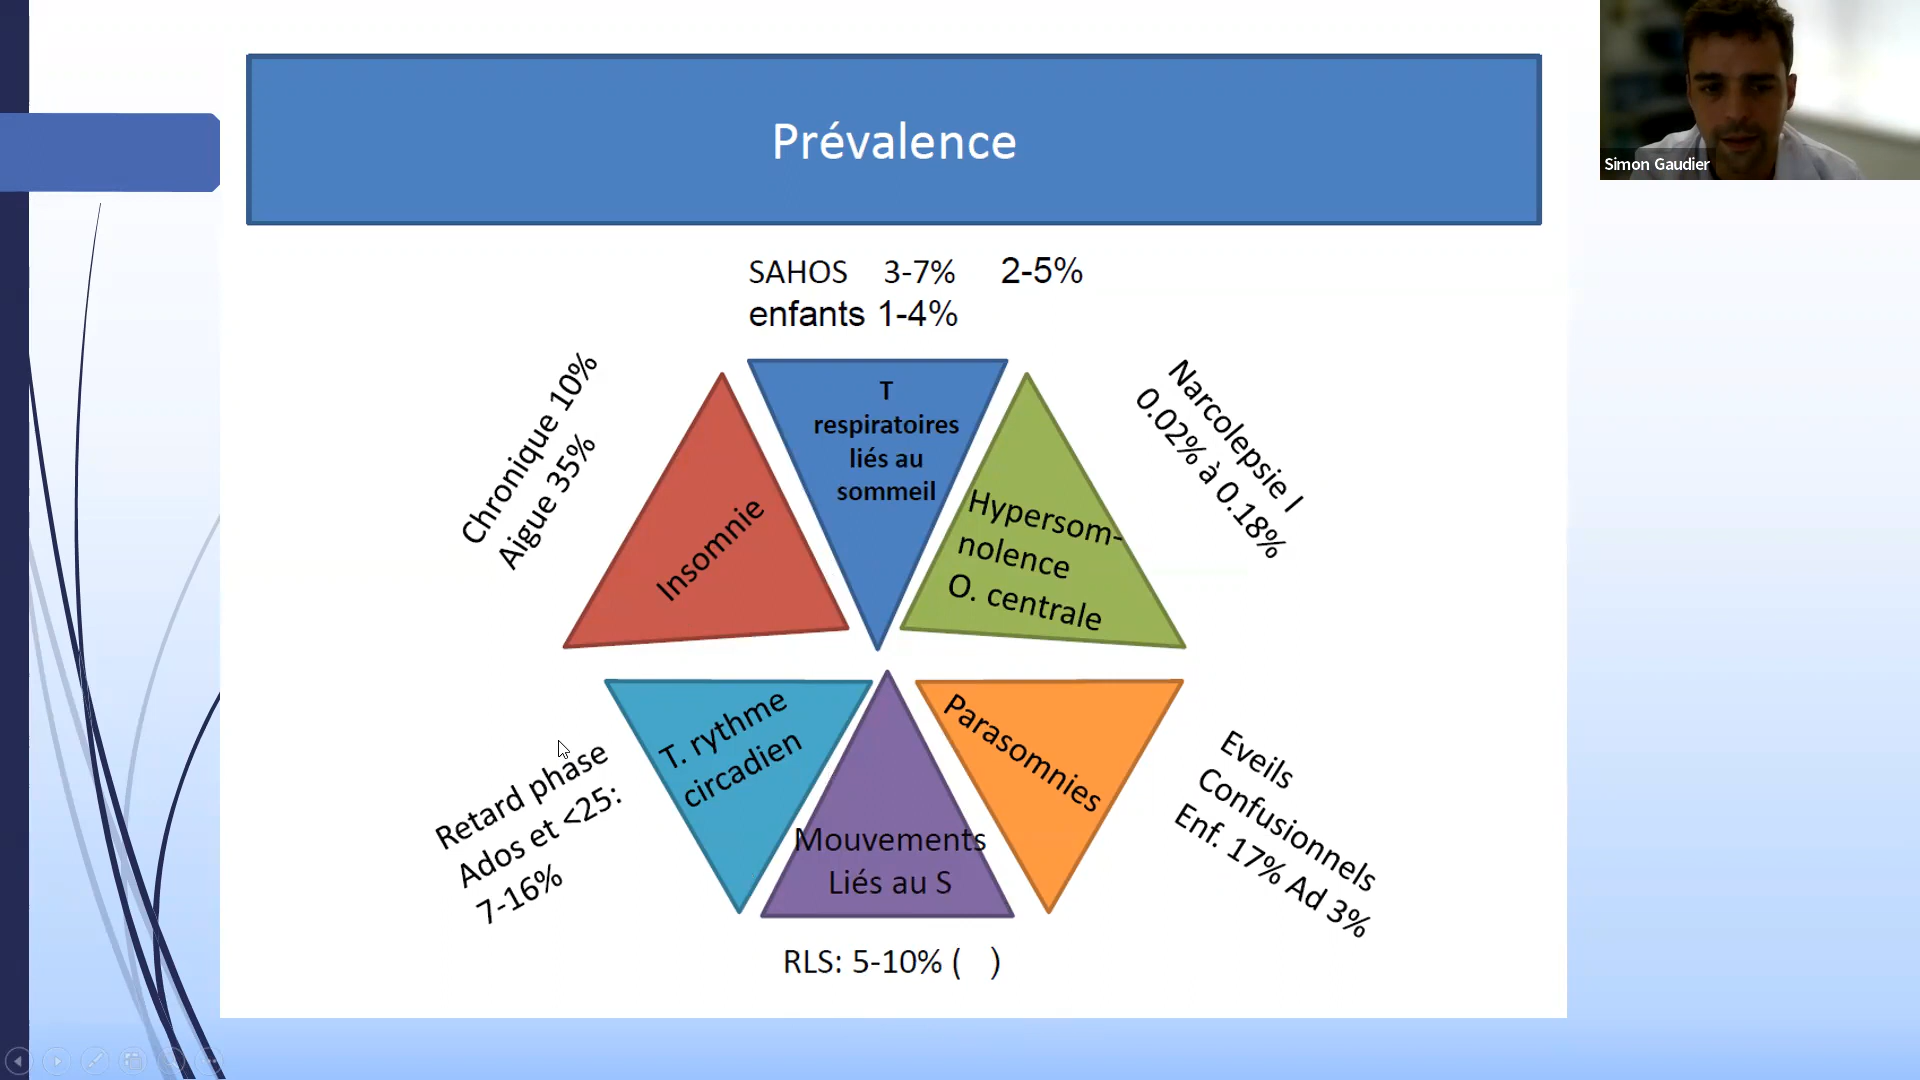 Prévalence
Simon Gaudier
SAHOS 3-7% 2-5%
enfants 1-4%
Chronique 10%
Aigue 35%
Insomnie
T
respiratoires
liés au
sommeil
Hypersom-
nolence
O. centrale
Narcolepsie I
0.02% à 0.18%
Retard phase
Ados et <25:
7-16%
T. rythme
circadien
Mouvements
Liés au S
Parasomnies
Eveils
Confusionnels
Enf. 17% Ad 3%
RLS: 5-10% ( )